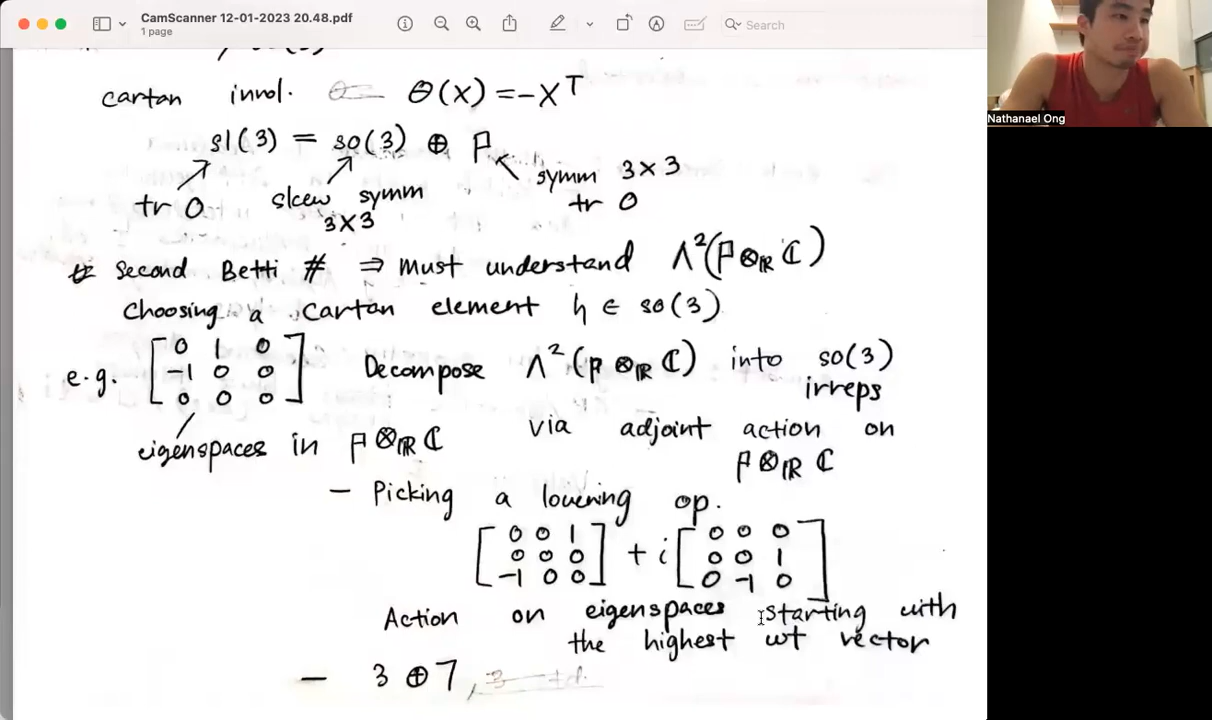 CamScanner 12-01-2023 20.48.pdf
1 page
Search
Nathanael Ong
cartan invol. θ(X) = -X^T
sl(3) = so(3) ⊕ p
tr 0
skew symm
3×3
symm 3×3
tr 0
Second Betti # ⇒ Must understand Λ²(p⊗ℝ ℂ)
Choosing a Cartan element h ∈ so(3)
e.g. [0 1 0
-1 0 0
0 0 0]
Decompose Λ²(p⊗ℝ ℂ) into so(3)
irreps
via adjoint action on
p⊗ℝ ℂ
eigenspaces in p⊗ℝ ℂ
- Picking a lowering op.
[0 0 1
0 0 0
-1 0 0] + i [0 0 0
0 0 1
0 -1 0]
Action on eigenspaces starting with
the highest wt vector
- 3 ⊕ 7,